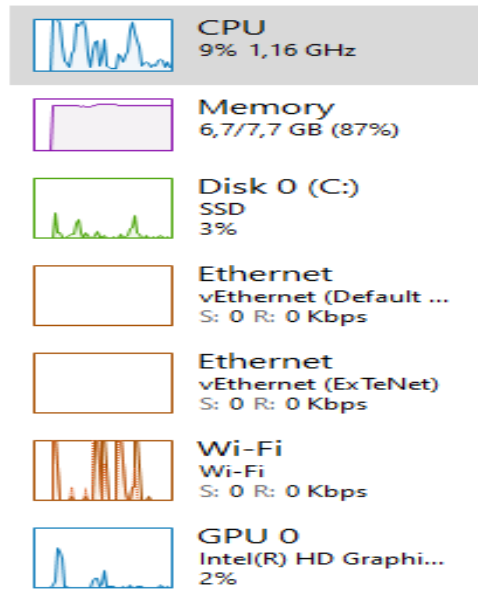 CPU
9% 1,16 GHz
Memory
6,7/7,7 GB (87%)
Disk 0 (C:)
SSD
3%
Ethernet
vEthernet (Default ...
S: 0 R: 0 Kbps
Ethernet
vEthernet (ExTeNet)
S: 0 R: 0 Kbps
Wi-Fi
Wi-Fi
S: 0 R: 0 Kbps
GPU 0
Intel(R) HD Graphi...
2%